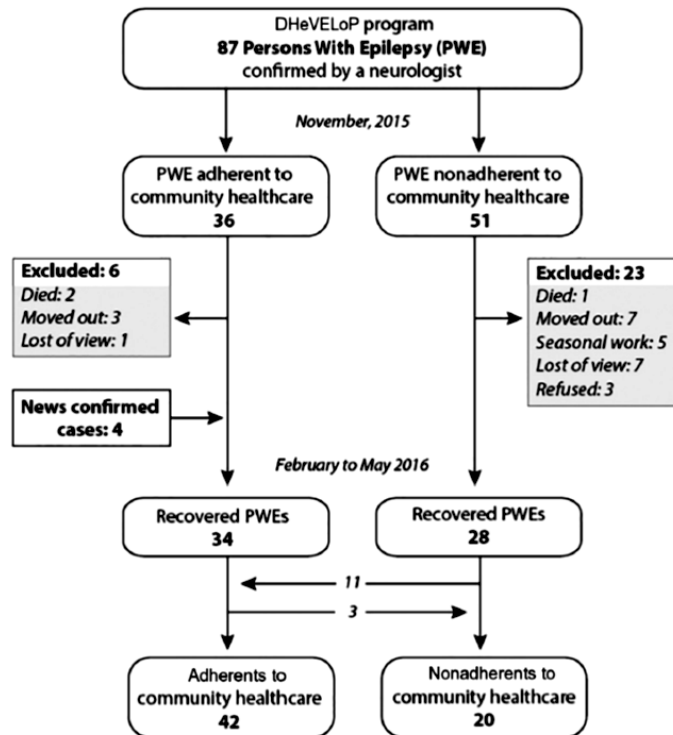 DHeVELoP program
87 Persons With Epilepsy (PWE)
confirmed by a neurologist
November, 2015
PWE adherent to
community healthcare
36
PWE nonadherent to
community healthcare
51
Excluded: 6
Died: 2
Moved out: 3
Lost of view: 1
Excluded: 23
Died: 1
Moved out: 7
Seasonal work: 5
Lost of view: 7
Refused: 3
News confirmed
cases: 4
February to May 2016
Recovered PWEs
34
Recovered PWEs
28
11
3
Adherents to
community healthcare
42
Nonadherents to
community healthcare
20